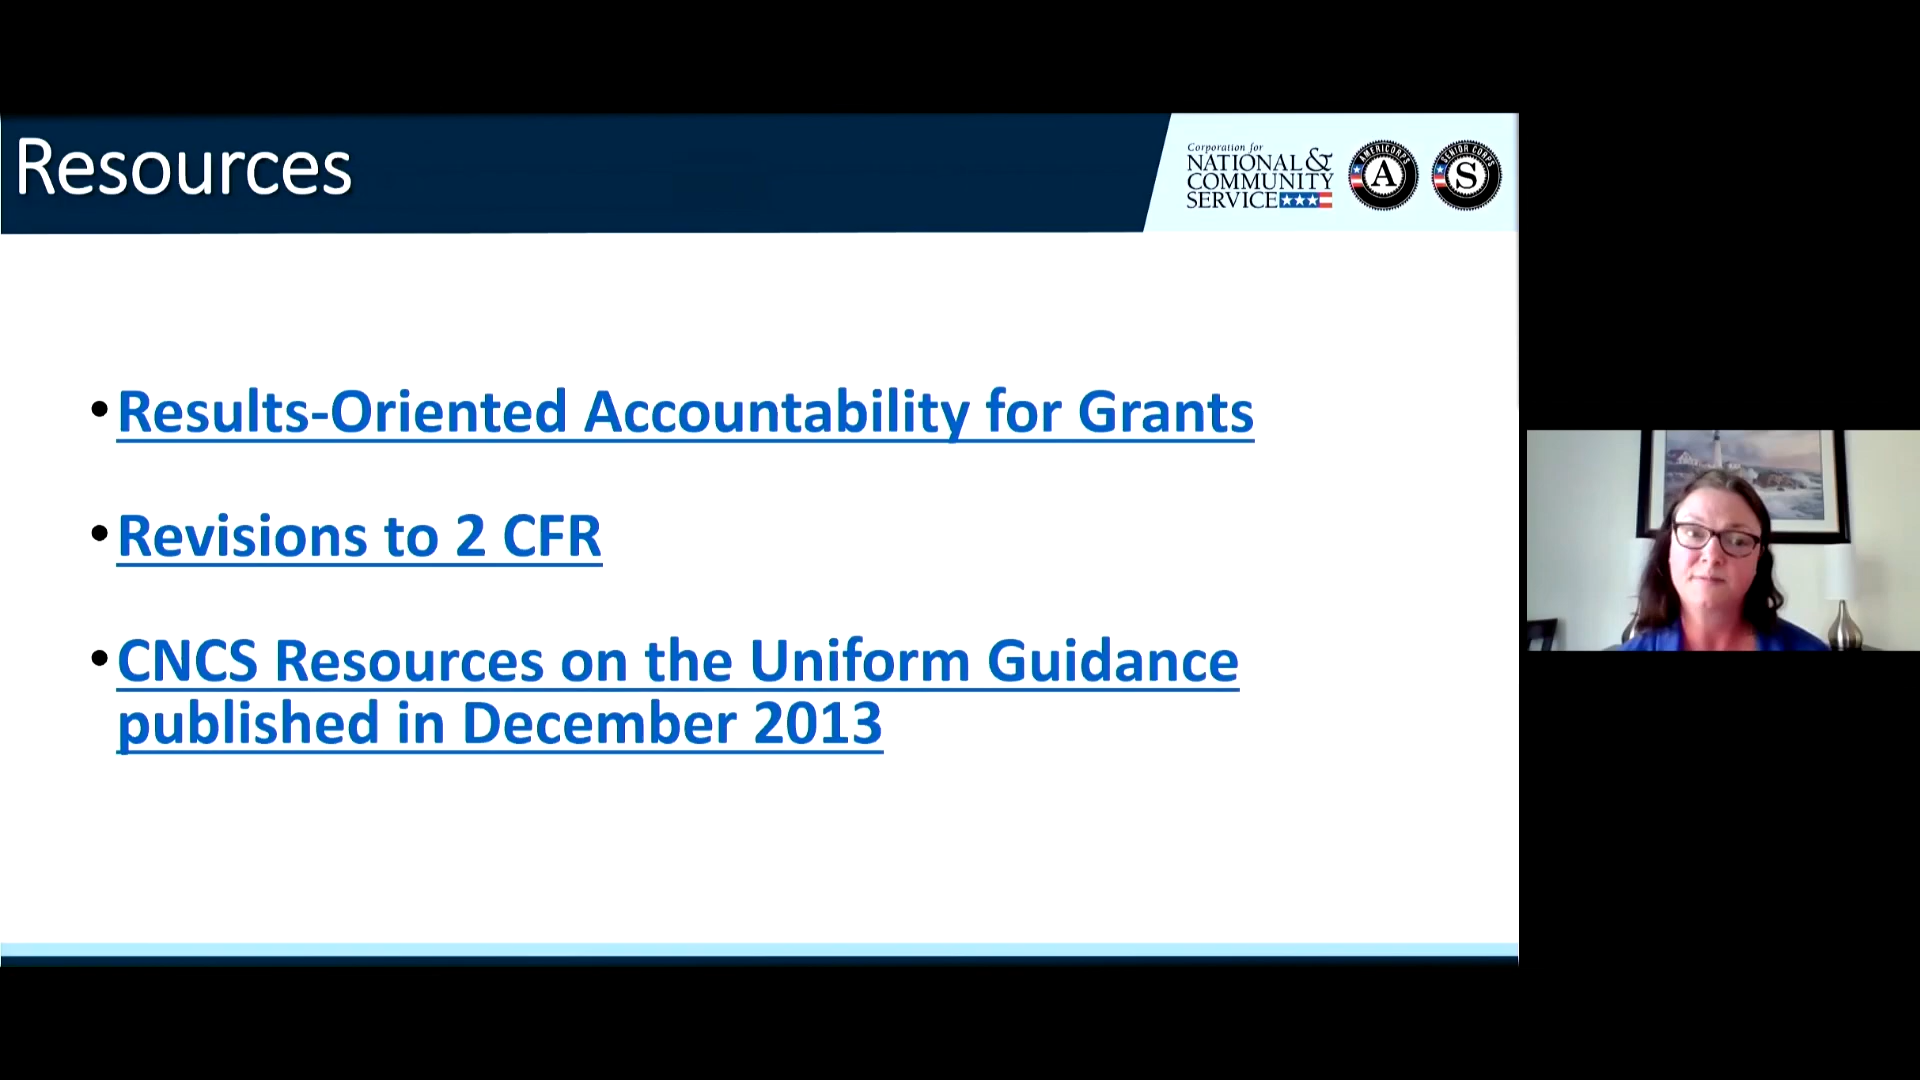 Resources
Corporation for
NATIONAL &
COMMUNITY
SERVICE
AMERICORPS
A
SENIOR CORPS
S
• Results-Oriented Accountability for Grants
• Revisions to 2 CFR
• CNCS Resources on the Uniform Guidance
published in December 2013